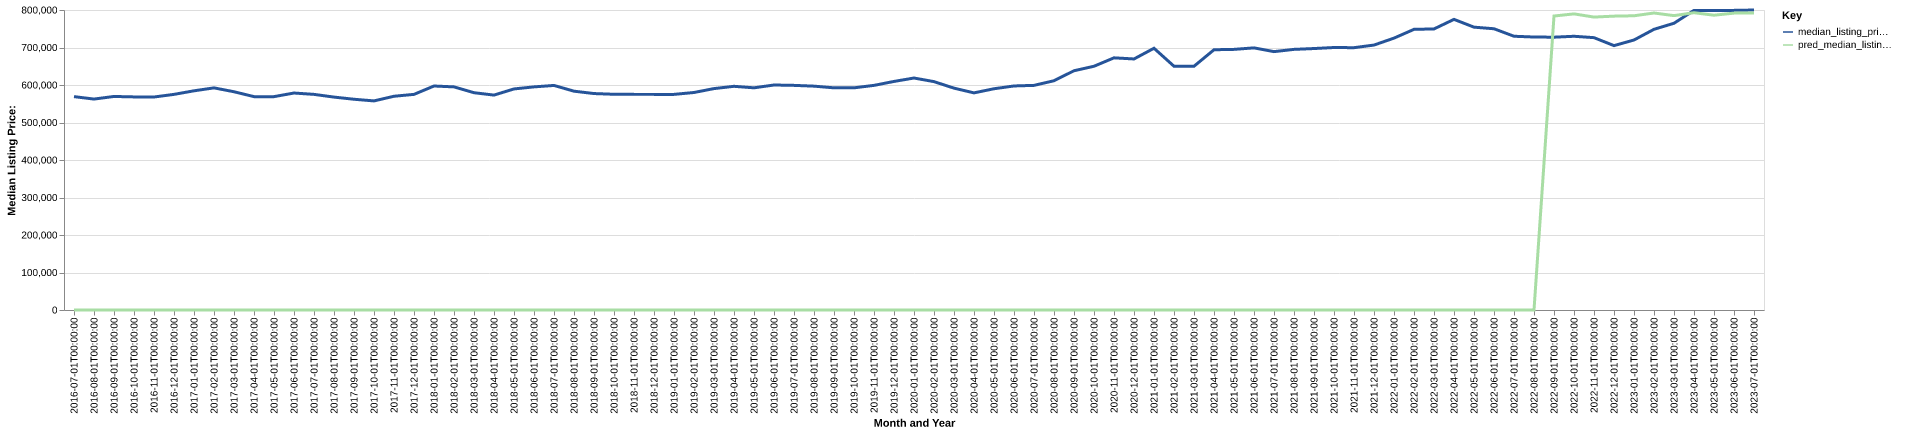 800,000
700,000
600,000
500,000
400,000
300,000
200,000
100,000
0
Median Listing Price:
2016-07-01T00:00:00
2016-08-01T00:00:00
2016-09-01T00:00:00
2016-10-01T00:00:00
2016-11-01T00:00:00
2016-12-01T00:00:00
2017-01-01T00:00:00
2017-02-01T00:00:00
2017-03-01T00:00:00
2017-04-01T00:00:00
2017-05-01T00:00:00
2017-06-01T00:00:00
2017-07-01T00:00:00
2017-08-01T00:00:00
2017-09-01T00:00:00
2017-10-01T00:00:00
2017-11-01T00:00:00
2017-12-01T00:00:00
2018-01-01T00:00:00
2018-02-01T00:00:00
2018-03-01T00:00:00
2018-04-01T00:00:00
2018-05-01T00:00:00
2018-06-01T00:00:00
2018-07-01T00:00:00
2018-08-01T00:00:00
2018-09-01T00:00:00
2018-10-01T00:00:00
2018-11-01T00:00:00
2018-12-01T00:00:00
2019-01-01T00:00:00
2019-02-01T00:00:00
2019-03-01T00:00:00
2019-04-01T00:00:00
2019-05-01T00:00:00
2019-06-01T00:00:00
2019-07-01T00:00:00
2019-08-01T00:00:00
2019-09-01T00:00:00
2019-10-01T00:00:00
2019-11-01T00:00:00
2019-12-01T00:00:00
2020-01-01T00:00:00
2020-02-01T00:00:00
2020-03-01T00:00:00
2020-04-01T00:00:00
2020-05-01T00:00:00
2020-06-01T00:00:00
2020-07-01T00:00:00
2020-08-01T00:00:00
2020-09-01T00:00:00
2020-10-01T00:00:00
2020-11-01T00:00:00
2020-12-01T00:00:00
2021-01-01T00:00:00
2021-02-01T00:00:00
2021-03-01T00:00:00
2021-04-01T00:00:00
2021-05-01T00:00:00
2021-06-01T00:00:00
2021-07-01T00:00:00
2021-08-01T00:00:00
2021-09-01T00:00:00
2021-10-01T00:00:00
2021-11-01T00:00:00
2021-12-01T00:00:00
2022-01-01T00:00:00
2022-02-01T00:00:00
2022-03-01T00:00:00
2022-04-01T00:00:00
2022-05-01T00:00:00
2022-06-01T00:00:00
2022-07-01T00:00:00
2022-08-01T00:00:00
2022-09-01T00:00:00
2022-10-01T00:00:00
2022-11-01T00:00:00
2022-12-01T00:00:00
2023-01-01T00:00:00
2023-02-01T00:00:00
2023-03-01T00:00:00
2023-04-01T00:00:00
2023-05-01T00:00:00
2023-06-01T00:00:00
2023-07-01T00:00:00
Month and Year
Key
median_listing_pri…
pred_median_listin…